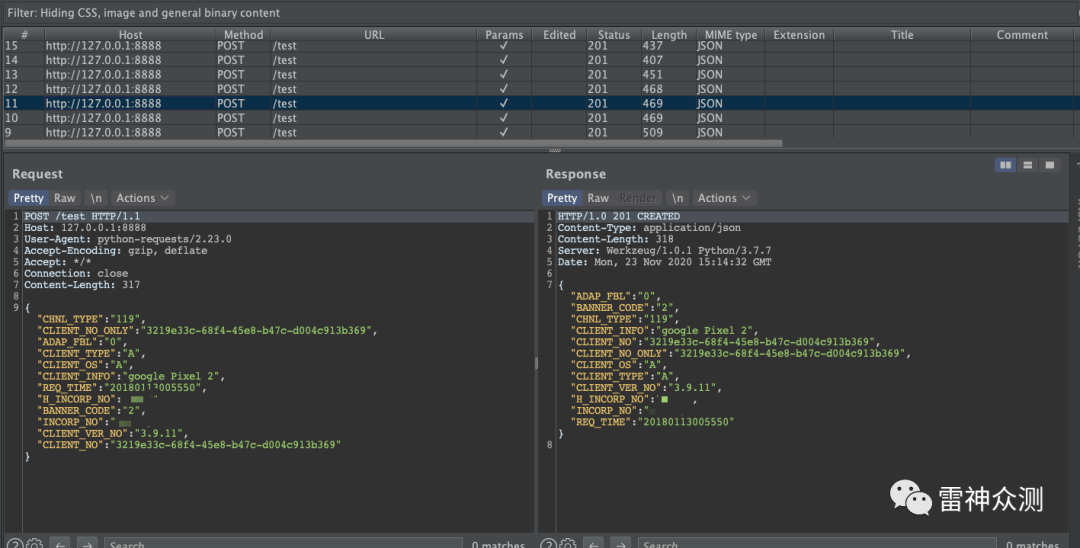 Filter: Hiding CSS, image and general binary content
# Host Method URL Params Edited Status Length MIME type Extension Title Comment
15 http://127.0.0.1:8888 POST /test ✓ 201 437 JSON
14 http://127.0.0.1:8888 POST /test ✓ 201 407 JSON
13 http://127.0.0.1:8888 POST /test ✓ 201 451 JSON
12 http://127.0.0.1:8888 POST /test ✓ 201 468 JSON
11 http://127.0.0.1:8888 POST /test ✓ 201 469 JSON
10 http://127.0.0.1:8888 POST /test ✓ 201 469 JSON
9 http://127.0.0.1:8888 POST /test ✓ 201 509 JSON
Request
Pretty Raw \n Actions
1 POST /test HTTP/1.1
2 Host: 127.0.0.1:8888
3 User-Agent: python-requests/2.23.0
4 Accept-Encoding: gzip, deflate
5 Accept: */*
6 Connection: close
7 Content-Length: 317
8
9 {
"CHNL_TYPE":"119",
"CLIENT_NO_ONLY":"3219e33c-68f4-45e8-b47c-d004c913b369",
"ADAP_FBL":"0",
"CLIENT_TYPE":"A",
"CLIENT_OS":"A",
"CLIENT_INFO":"google Pixel 2",
"REQ_TIME":"20180113005550",
"H_INCORP_NO": "
"BANNER_CODE":"2",
"INCORP_NO":"
"CLIENT_VER_NO":"3.9.11",
"CLIENT_NO":"3219e33c-68f4-45e8-b47c-d004c913b369"
}
Search 0 matches
Response
Pretty Raw Render \n Actions
1 HTTP/1.0 201 CREATED
2 Content-Type: application/json
3 Content-Length: 318
4 Server: Werkzeug/1.0.1 Python/3.7.7
5 Date: Mon, 23 Nov 2020 15:14:32 GMT
6
7 {
"ADAP_FBL":"0",
"BANNER_CODE":"2",
"CHNL_TYPE":"119",
"CLIENT_INFO":"google Pixel 2",
"CLIENT_NO":"3219e33c-68f4-45e8-b47c-d004c913b369",
"CLIENT_NO_ONLY":"3219e33c-68f4-45e8-b47c-d004c913b369",
"CLIENT_OS":"A",
"CLIENT_TYPE":"A",
"CLIENT_VER_NO":"3.9.11",
"H_INCORP_NO":" ,
"INCORP_NO":"
"REQ_TIME":"20180113005550"
}
8
Search 0 matches
雷神众测